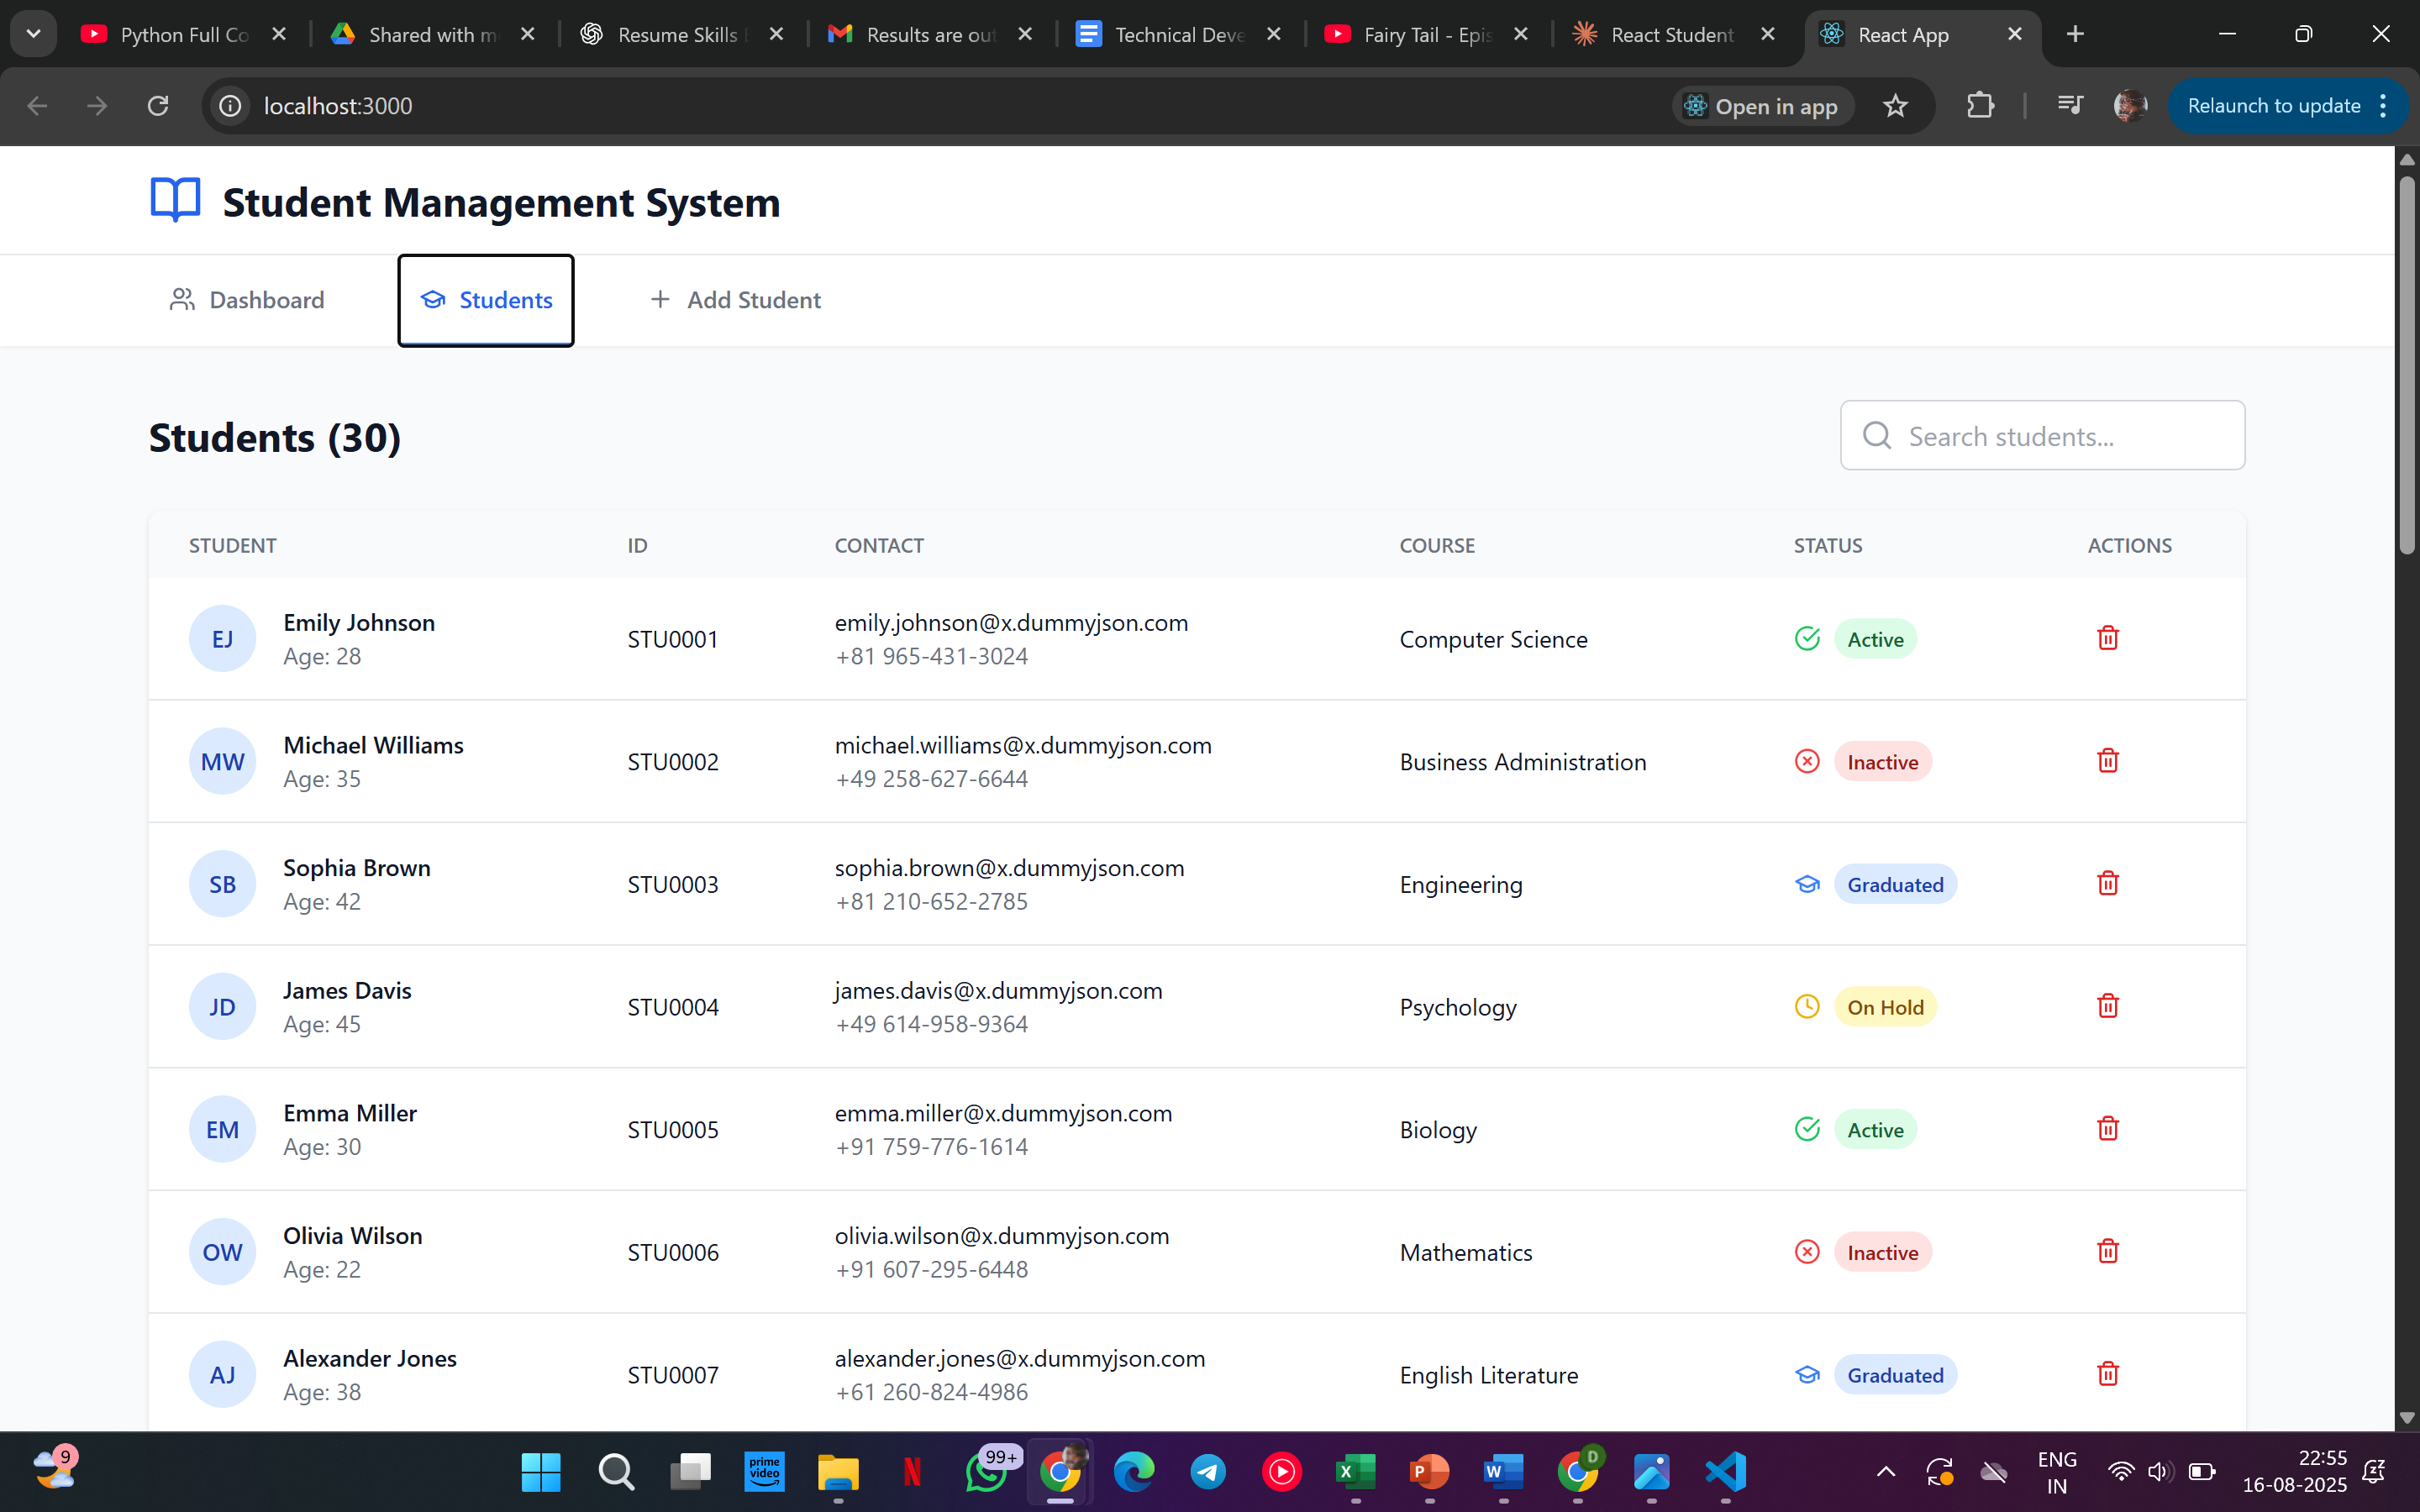 Python Full Co
Shared with m
Resume Skills
Results are out
Technical Deve
Fairy Tail - Epis
React Student
React App
localhost:3000
Open in app
Relaunch to update
Student Management System
Dashboard
Students
Add Student
Students (30)
Search students...
STUDENT ID CONTACT COURSE STATUS ACTIONS
EJ
Emily Johnson
Age: 28
STU0001
emily.johnson@x.dummyjson.com
+81 965-431-3024
Computer Science
Active
MW
Michael Williams
Age: 35
STU0002
michael.williams@x.dummyjson.com
+49 258-627-6644
Business Administration
Inactive
SB
Sophia Brown
Age: 42
STU0003
sophia.brown@x.dummyjson.com
+81 210-652-2785
Engineering
Graduated
JD
James Davis
Age: 45
STU0004
james.davis@x.dummyjson.com
+49 614-958-9364
Psychology
On Hold
EM
Emma Miller
Age: 30
STU0005
emma.miller@x.dummyjson.com
+91 759-776-1614
Biology
Active
OW
Olivia Wilson
Age: 22
STU0006
olivia.wilson@x.dummyjson.com
+91 607-295-6448
Mathematics
Inactive
AJ
Alexander Jones
Age: 38
STU0007
alexander.jones@x.dummyjson.com
+61 260-824-4986
English Literature
Graduated
9
prime video
N
99+
X
P
W
D
ENG
IN
22:55
16-08-2025